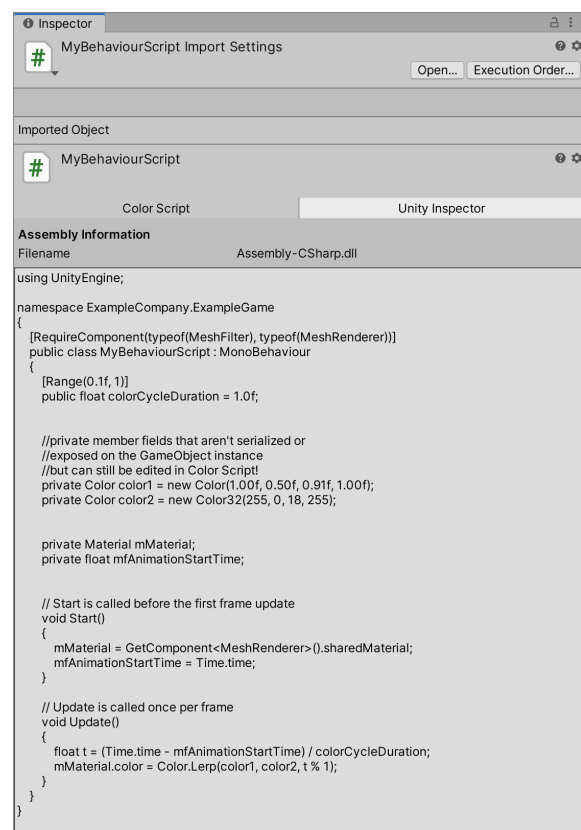 Inspector
MyBehaviourScript Import Settings
Open... Execution Order...
Imported Object
MyBehaviourScript
Color Script Unity Inspector
Assembly Information
Filename Assembly-CSharp.dll
using UnityEngine;

namespace ExampleCompany.ExampleGame
{
    [RequireComponent(typeof(MeshFilter), typeof(MeshRenderer))]
    public class MyBehaviourScript : MonoBehaviour
    {
        [Range(0.1f, 1)]
        public float colorCycleDuration = 1.0f;


        //private member fields that aren't serialized or
        //exposed on the GameObject instance
        //but can still be edited in Color Script!
        private Color color1 = new Color(1.00f, 0.50f, 0.91f, 1.00f);
        private Color color2 = new Color32(255, 0, 18, 255);


        private Material mMaterial;
        private float mfAnimationStartTime;


        // Start is called before the first frame update
        void Start()
        {
            mMaterial = GetComponent<MeshRenderer>().sharedMaterial;
            mfAnimationStartTime = Time.time;
        }

        // Update is called once per frame
        void Update()
        {
            float t = (Time.time - mfAnimationStartTime) / colorCycleDuration;
            mMaterial.color = Color.Lerp(color1, color2, t % 1);
        }
    }
}